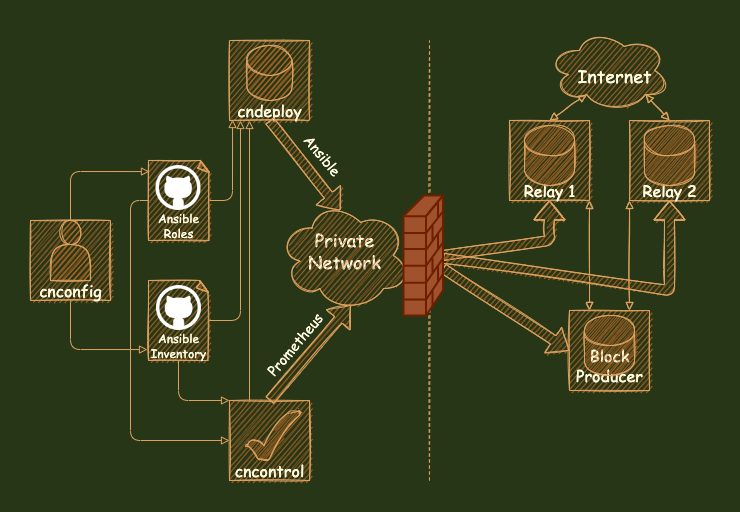 cndeploy
Internet
Ansible
Relay 1
Relay 2
Ansible
Roles
Private
Network
cnconfig
Ansible
Inventory
Prometheus
Block
Producer
cncontrol